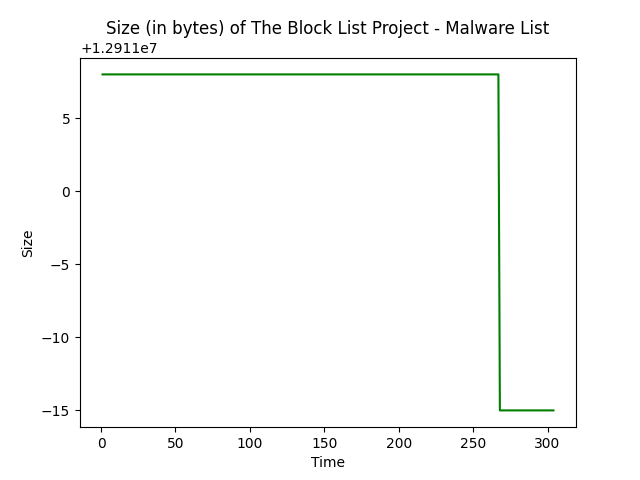 Size (in bytes) of The Block List Project - Malware List
+1.2911e7
5
0
−5
−10
−15
Size
0 50 100 150 200 250 300
Time